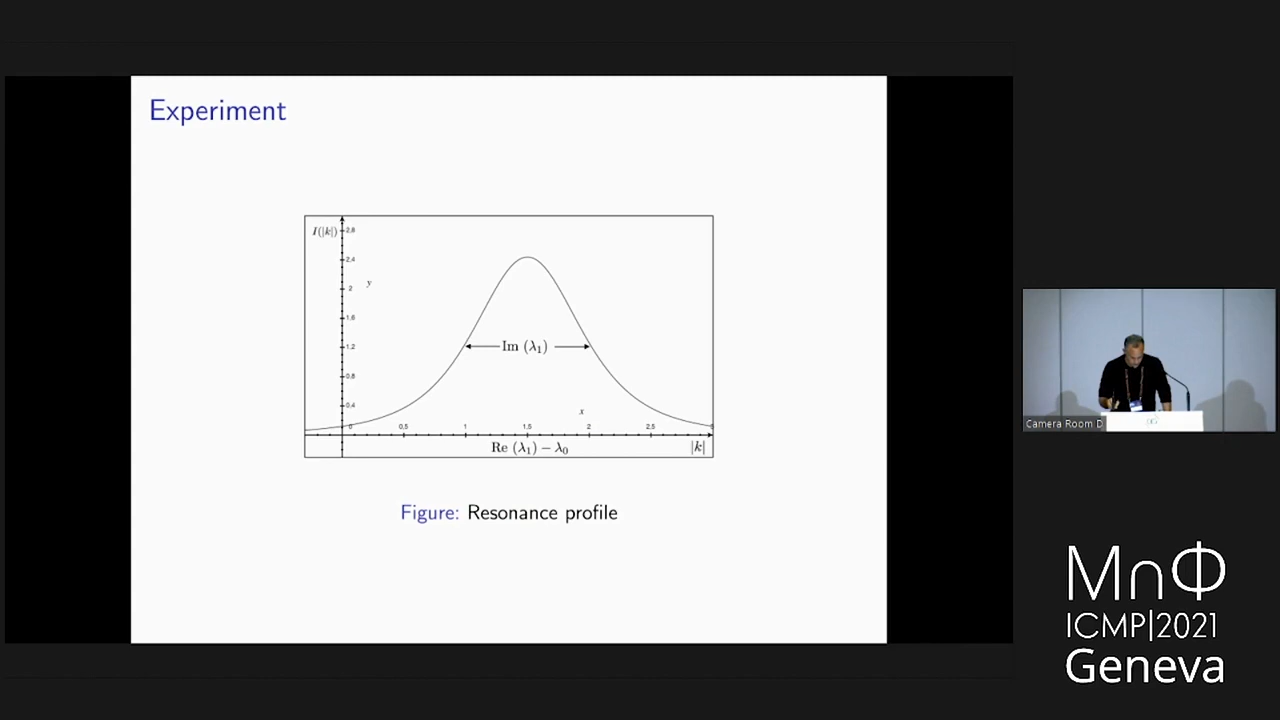 Experiment
I(|k|)
2,8
2,4
y
2
1,6
1,2
Im (λ₁)
0,8
0,4
x
0 0,5 1 1,5 2 2,5 3
Re (λ₁) − λ₀ |k|
Figure: Resonance profile
Camera Room D
M∩Φ
ICMP|2021
Geneva